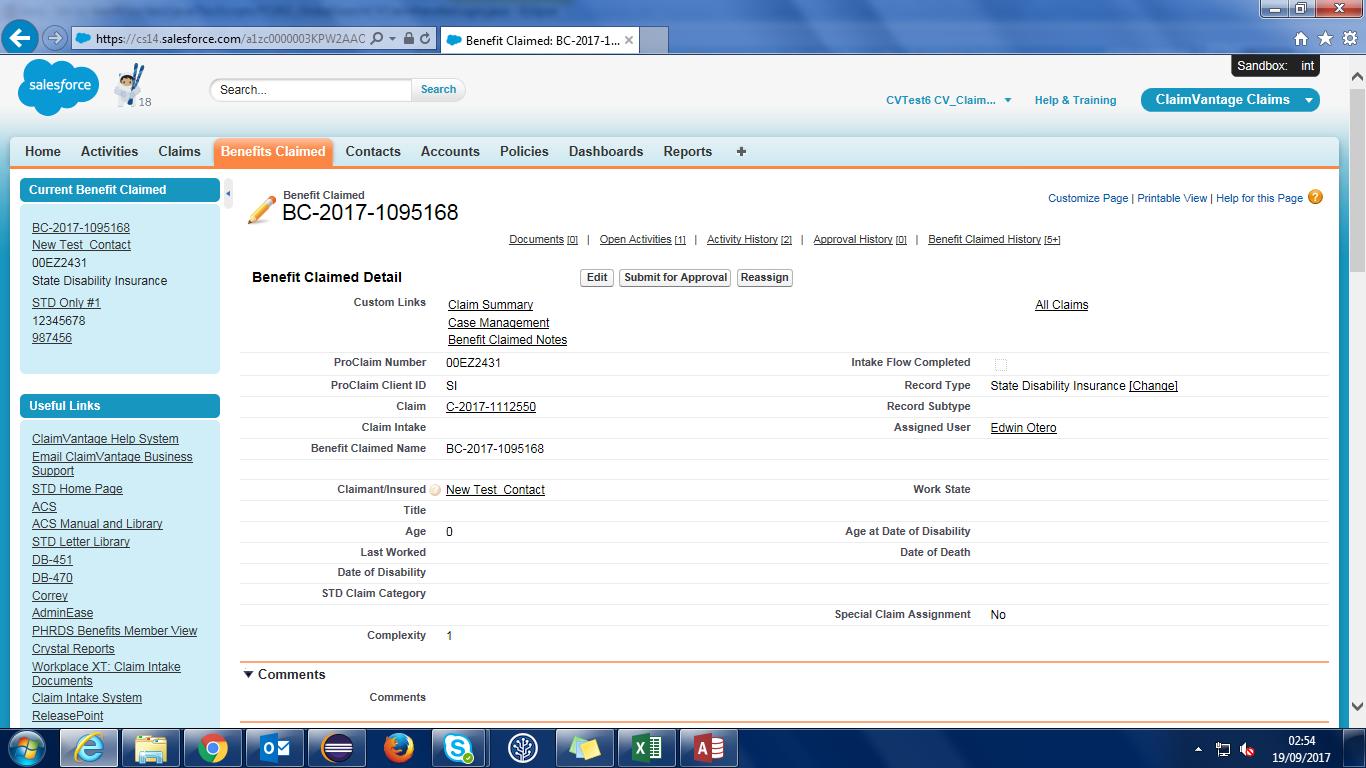 https://cs14.salesforce.com/a1zc0000003KPW2AAC
Benefit Claimed: BC-2017-1...
Sandbox: int
salesforce
18
Search...
Search
CVTest6 CV_Claim...
Help & Training
ClaimVantage Claims
Home Activities Claims Benefits Claimed Contacts Accounts Policies Dashboards Reports +
Current Benefit Claimed
BC-2017-1095168
New Test_Contact
00EZ2431
State Disability Insurance
STD Only #1
12345678
987456
Useful Links
ClaimVantage Help System
Email ClaimVantage Business
Support
STD Home Page
ACS
ACS Manual and Library
STD Letter Library
DB-451
DB-470
Correy
AdminEase
PHRDS Benefits Member View
Crystal Reports
Workplace XT: Claim Intake
Documents
Claim Intake System
ReleasePoint
Benefit Claimed
BC-2017-1095168
Customize Page | Printable View | Help for this Page ?
Documents [0] | Open Activities [1] | Activity History [2] | Approval History [0] | Benefit Claimed History [5+]
Benefit Claimed Detail Edit Submit for Approval Reassign
Custom Links Claim Summary All Claims
Case Management
Benefit Claimed Notes
ProClaim Number 00EZ2431 Intake Flow Completed
ProClaim Client ID SI Record Type State Disability Insurance [Change]
Claim C-2017-1112550 Record Subtype
Claim Intake Assigned User Edwin Otero
Benefit Claimed Name BC-2017-1095168
Claimant/Insured ? New Test_Contact Work State
Title
Age 0 Age at Date of Disability
Last Worked Date of Death
Date of Disability
STD Claim Category
Special Claim Assignment No
Complexity 1
Comments
Comments
02:54
19/09/2017